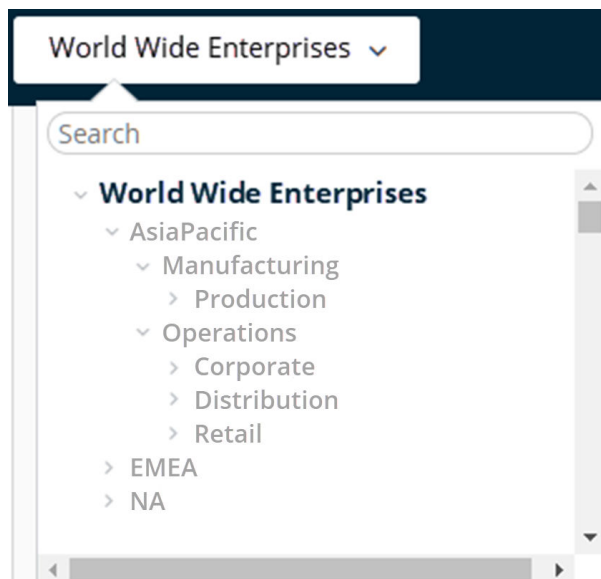 World Wide Enterprises
Search
World Wide Enterprises
AsiaPacific
Manufacturing
Production
Operations
Corporate
Distribution
Retail
EMEA
NA